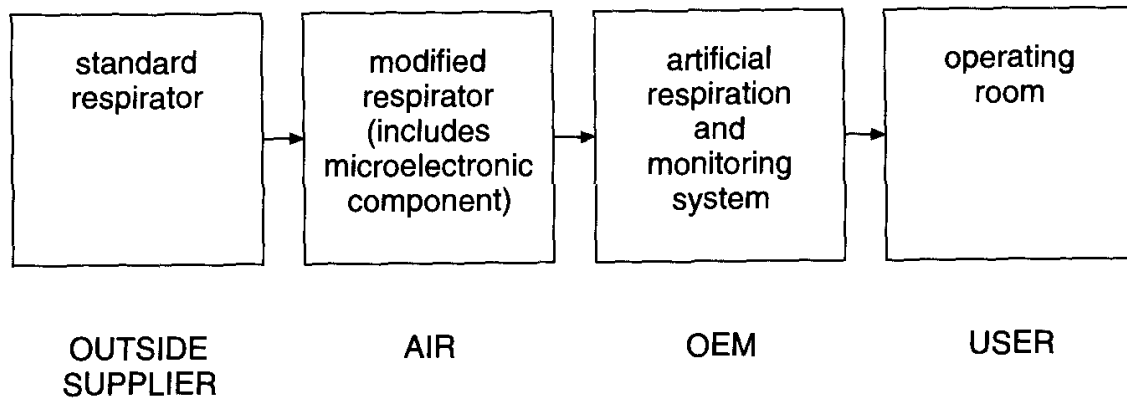 standard
respirator
modified
respirator
(includes
microelectronic
component)
artificial
respiration
and
monitoring
system
operating
room
OUTSIDE
SUPPLIER
AIR
OEM
USER